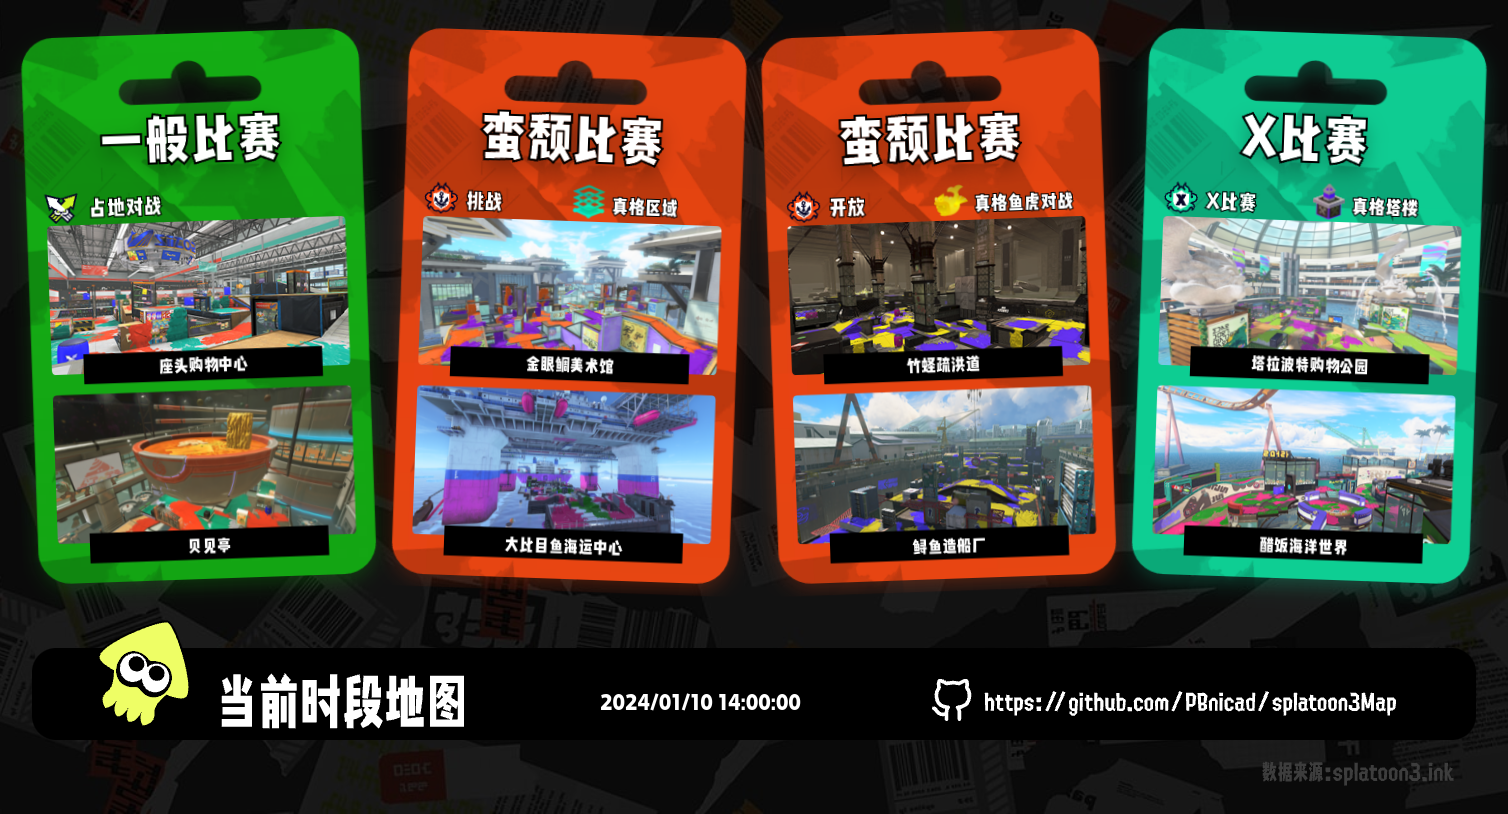 一般比赛
占地对战
座头购物中心
贝见亭
蛮颓比赛
挑战
真格区域
金眼鲷美术馆
大比目鱼海运中心
蛮颓比赛
开放
真格鱼虎对战
竹蛏疏洪道
鲟鱼造船厂
X比赛
X比赛
真格塔楼
塔拉波特购物公园
醋饭海洋世界
当前时段地图
2024/01/10 14:00:00
https://github.com/PBnicad/splatoon3Map
数据来源:splatoon3.ink